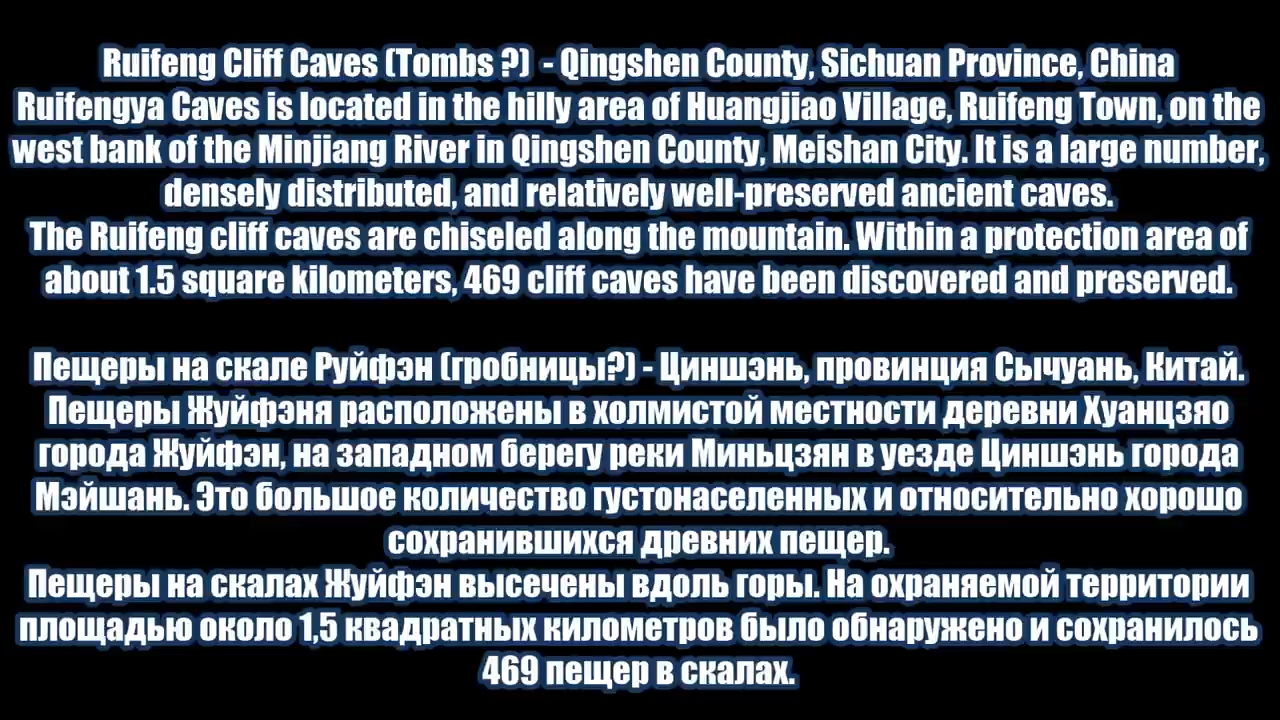 Ruifeng Cliff Caves (Tombs ?) - Qingshen County, Sichuan Province, China
Ruifengya Caves is located in the hilly area of Huangjiao Village, Ruifeng Town, on the
west bank of the Minjiang River in Qingshen County, Meishan City. It is a large number,
densely distributed, and relatively well-preserved ancient caves.
The Ruifeng cliff caves are chiseled along the mountain. Within a protection area of
about 1.5 square kilometers, 469 cliff caves have been discovered and preserved.
Пещеры на скале Руйфэн (гробницы?) - Циншэнь, провинция Сычуань, Китай.
Пещеры Жуйфэня расположены в холмистой местности деревни Хуанцзяо
города Жуйфэн, на западном берегу реки Миньцзян в уезде Циншэнь города
Мэйшань. Это большое количество густонаселенных и относительно хорошо
сохранившихся древних пещер.
Пещеры на скалах Жуйфэн высечены вдоль горы. На охраняемой территории
площадью около 1,5 квадратных километров было обнаружено и сохранилось
469 пещер в скалах.